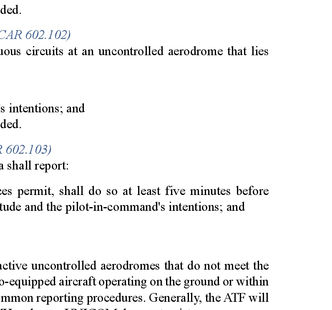 ded.
CAR 602.102)
uous circuits at an uncontrolled aerodrome that lies
s intentions; and
ded.
R 602.103)
a shall report:
es permit, shall do so at least five minutes before
tude and the pilot-in-command's intentions; and
active uncontrolled aerodromes that do not meet the
o-equipped aircraft operating on the ground or within
mmon reporting procedures. Generally, the ATF will